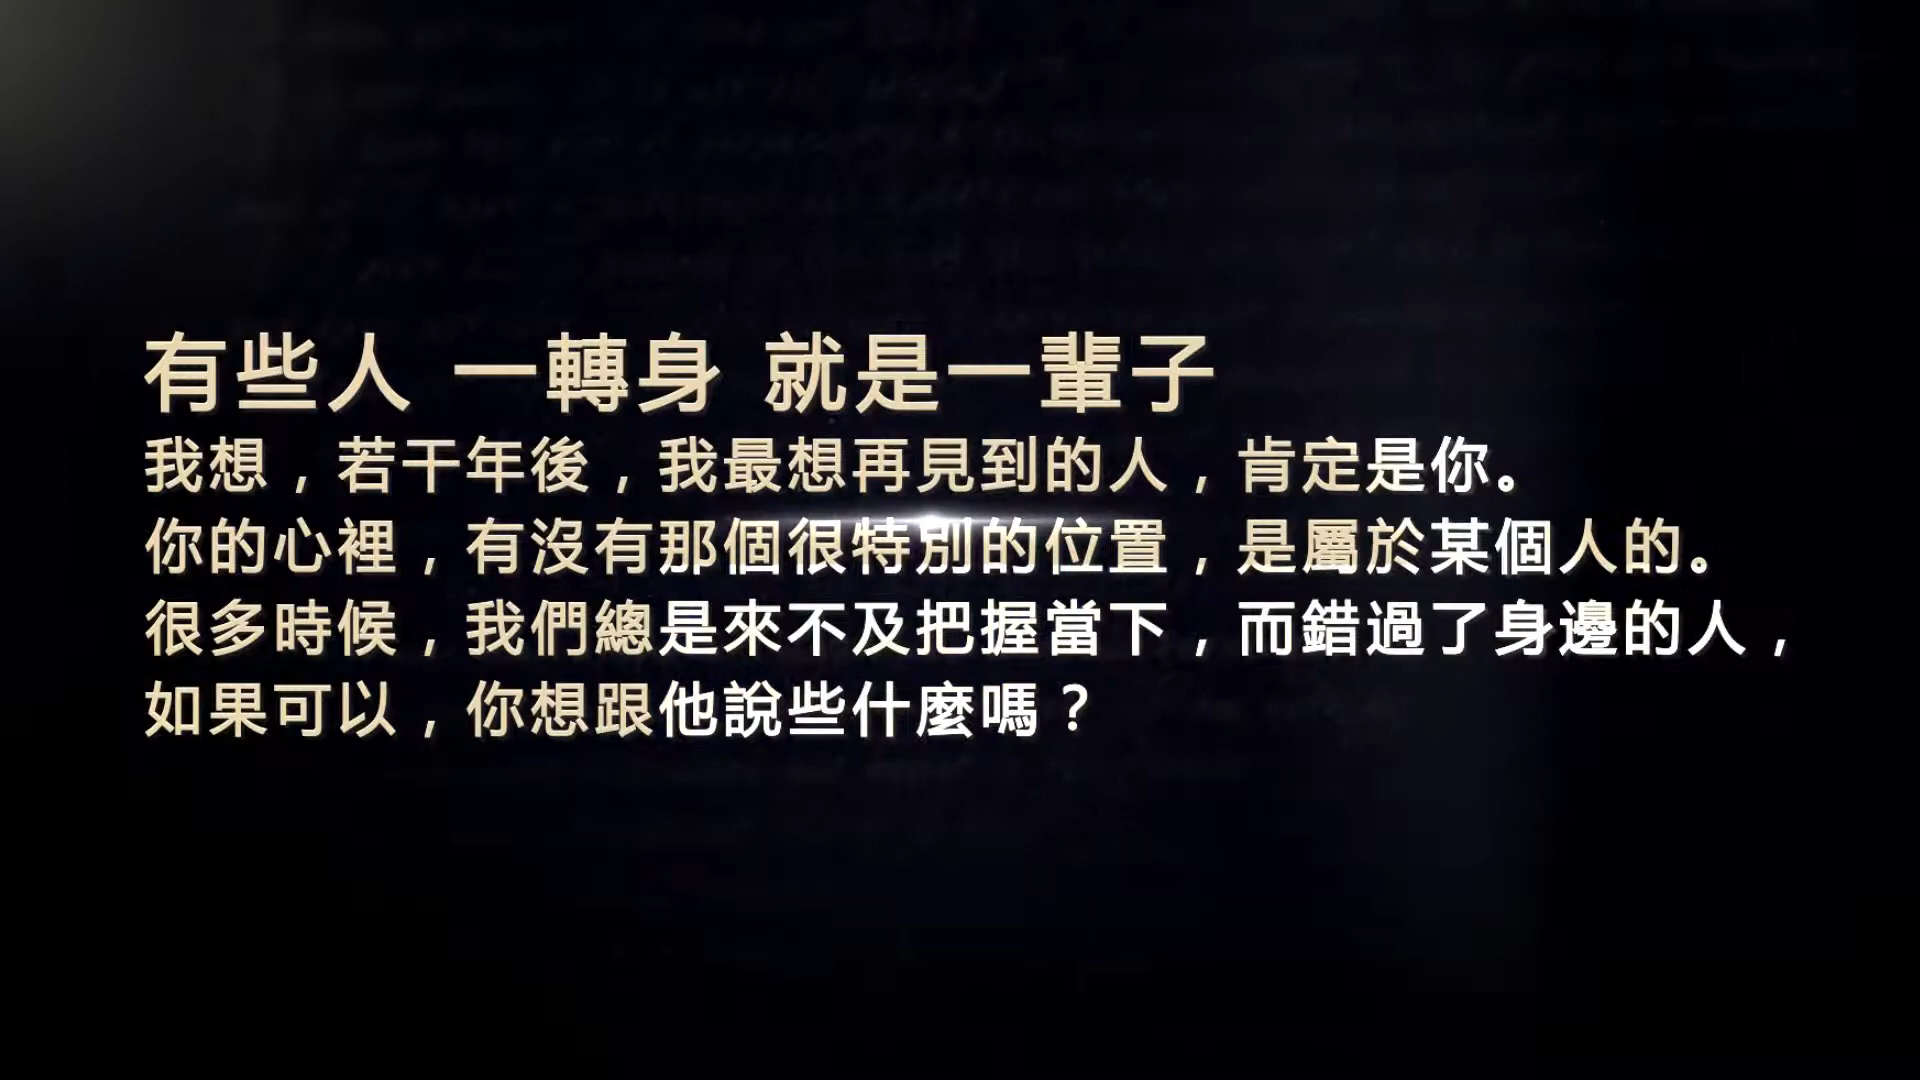 有些人 一轉身 就是一輩子
我想，若干年後，我最想再見到的人，肯定是你。
你的心裡，有沒有那個很特別的位置，是屬於某個人的。
很多時候，我們總是來不及把握當下，而錯過了身邊的人，
如果可以，你想跟他說些什麼嗎？